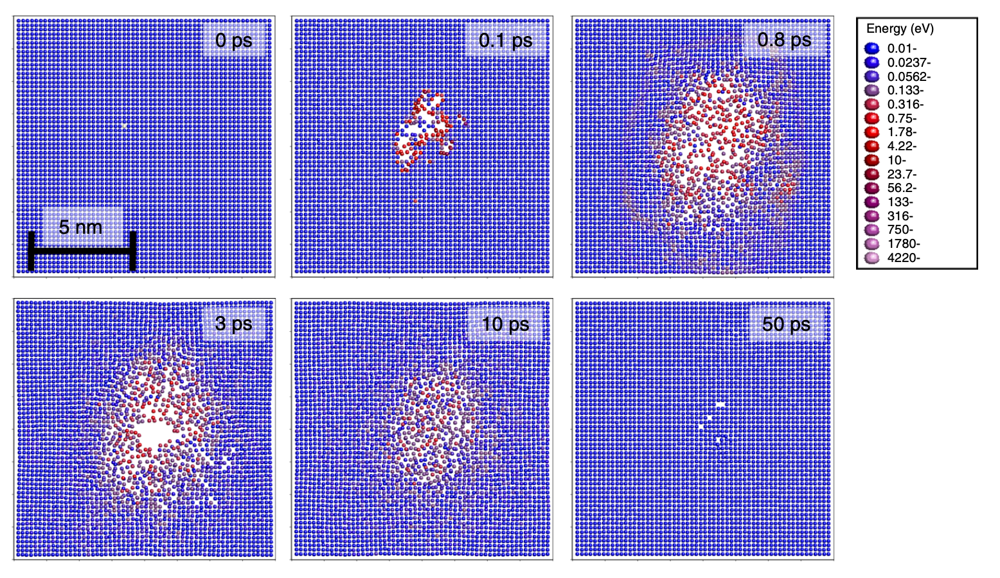 0 ps
0.1 ps
0.8 ps
5 nm
Energy (eV)
0.01-
0.0237-
0.0562-
0.133-
0.316-
0.75-
1.78-
4.22-
10-
23.7-
56.2-
133-
316-
750-
1780-
4220-
3 ps
10 ps
50 ps